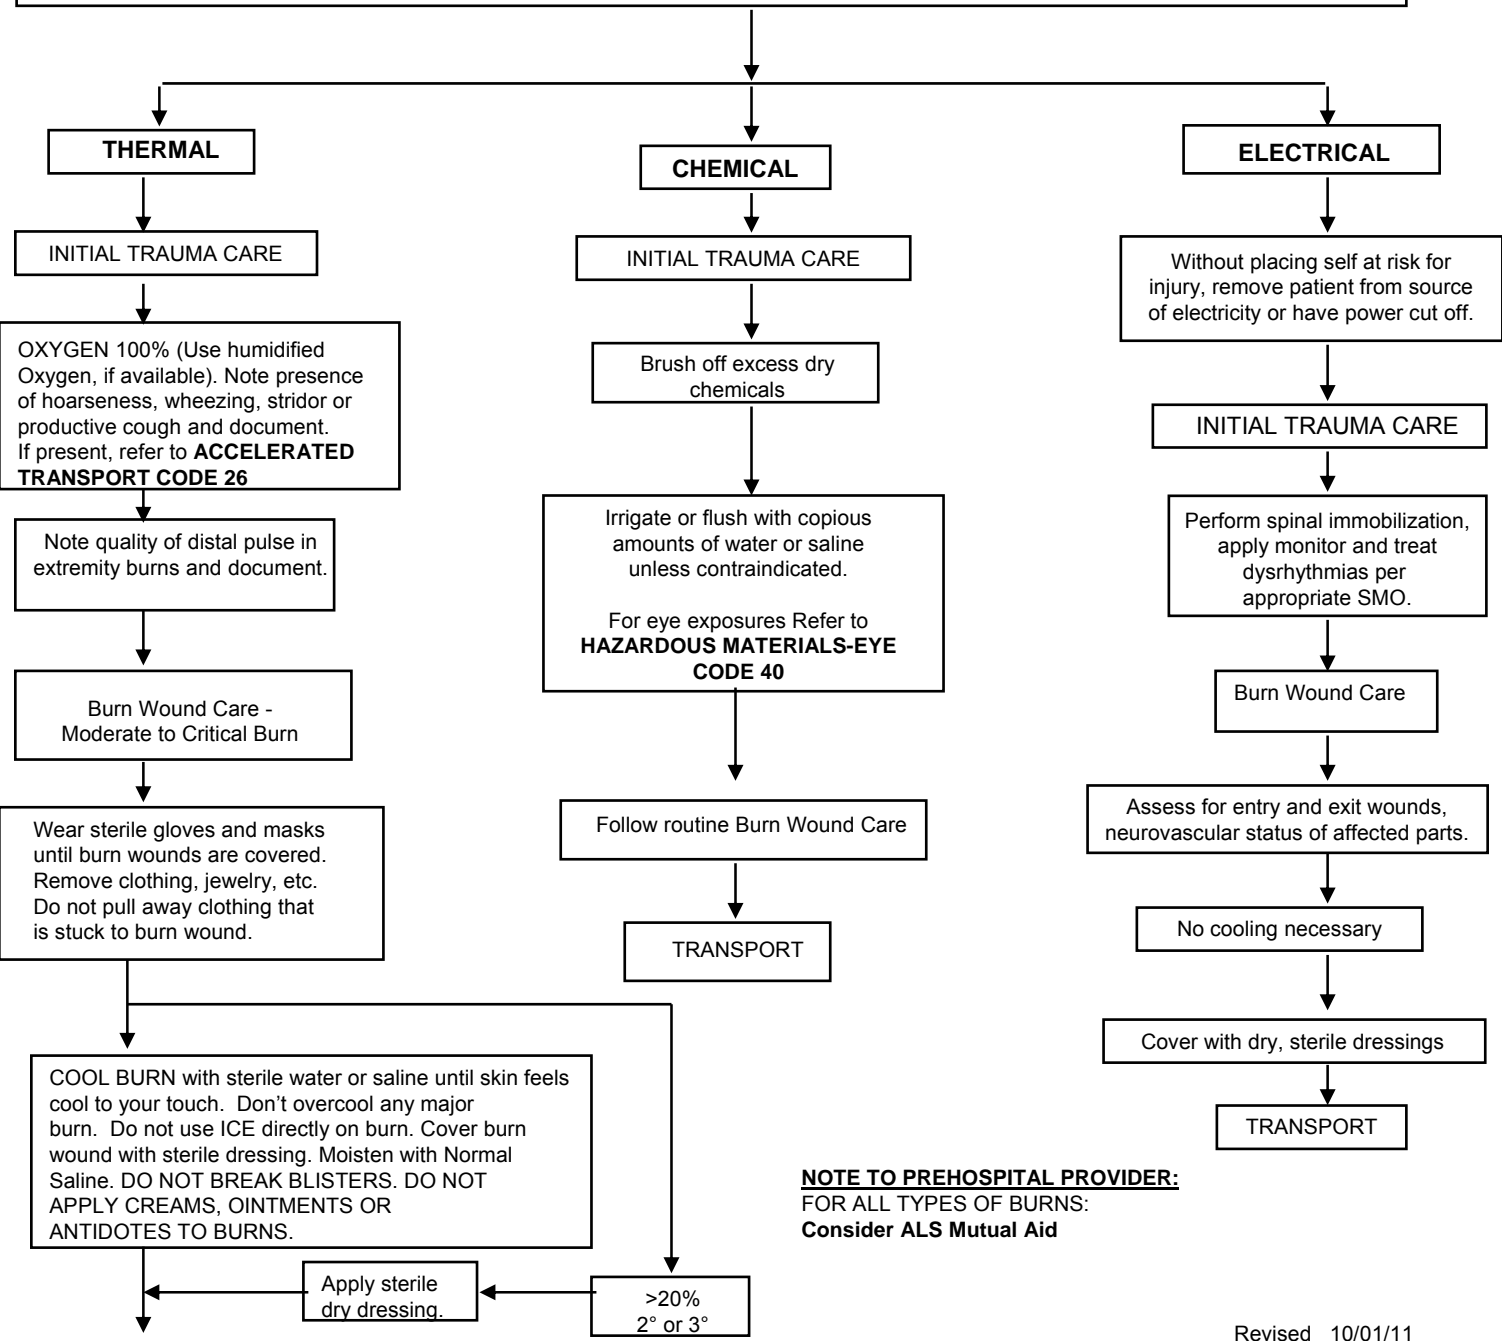 THERMAL
INITIAL TRAUMA CARE
OXYGEN 100% (Use humidified
Oxygen, if available). Note presence
of hoarseness, wheezing, stridor or
productive cough and document.
If present, refer to ACCELERATED
TRANSPORT CODE 26
Note quality of distal pulse in
extremity burns and document.
Burn Wound Care -
Moderate to Critical Burn
Wear sterile gloves and masks
until burn wounds are covered.
Remove clothing, jewelry, etc.
Do not pull away clothing that
is stuck to burn wound.
COOL BURN with sterile water or saline until skin feels
cool to your touch. Don't overcool any major
burn. Do not use ICE directly on burn. Cover burn
wound with sterile dressing. Moisten with Normal
Saline. DO NOT BREAK BLISTERS. DO NOT
APPLY CREAMS, OINTMENTS OR
ANTIDOTES TO BURNS.
Apply sterile
dry dressing.
>20%
2° or 3°
CHEMICAL
INITIAL TRAUMA CARE
Brush off excess dry
chemicals
Irrigate or flush with copious
amounts of water or saline
unless contraindicated.
For eye exposures Refer to
HAZARDOUS MATERIALS-EYE
CODE 40
Follow routine Burn Wound Care
TRANSPORT
ELECTRICAL
Without placing self at risk for
injury, remove patient from source
of electricity or have power cut off.
INITIAL TRAUMA CARE
Perform spinal immobilization,
apply monitor and treat
dysrhythmias per
appropriate SMO.
Burn Wound Care
Assess for entry and exit wounds,
neurovascular status of affected parts.
No cooling necessary
Cover with dry, sterile dressings
TRANSPORT
NOTE TO PREHOSPITAL PROVIDER:
FOR ALL TYPES OF BURNS:
Consider ALS Mutual Aid
Revised 10/01/11